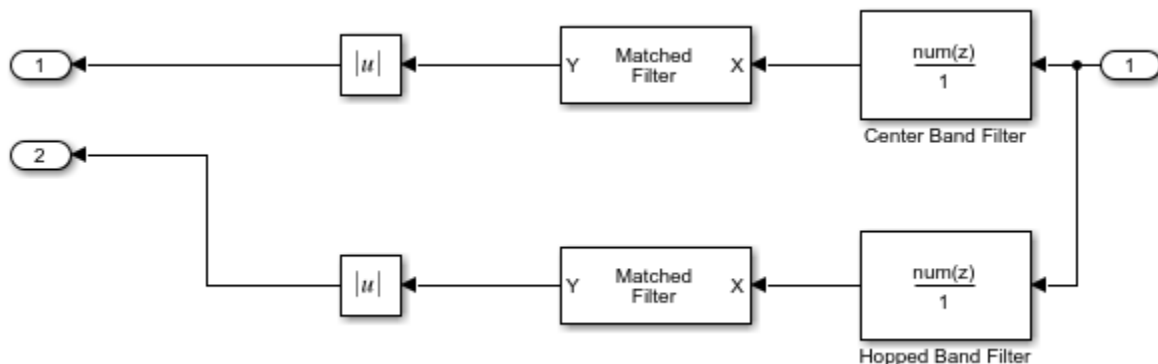 1
|u|
Y
Matched
Filter
X
num(z)
1
Center Band Filter
1
2
|u|
Y
Matched
Filter
X
num(z)
1
Hopped Band Filter